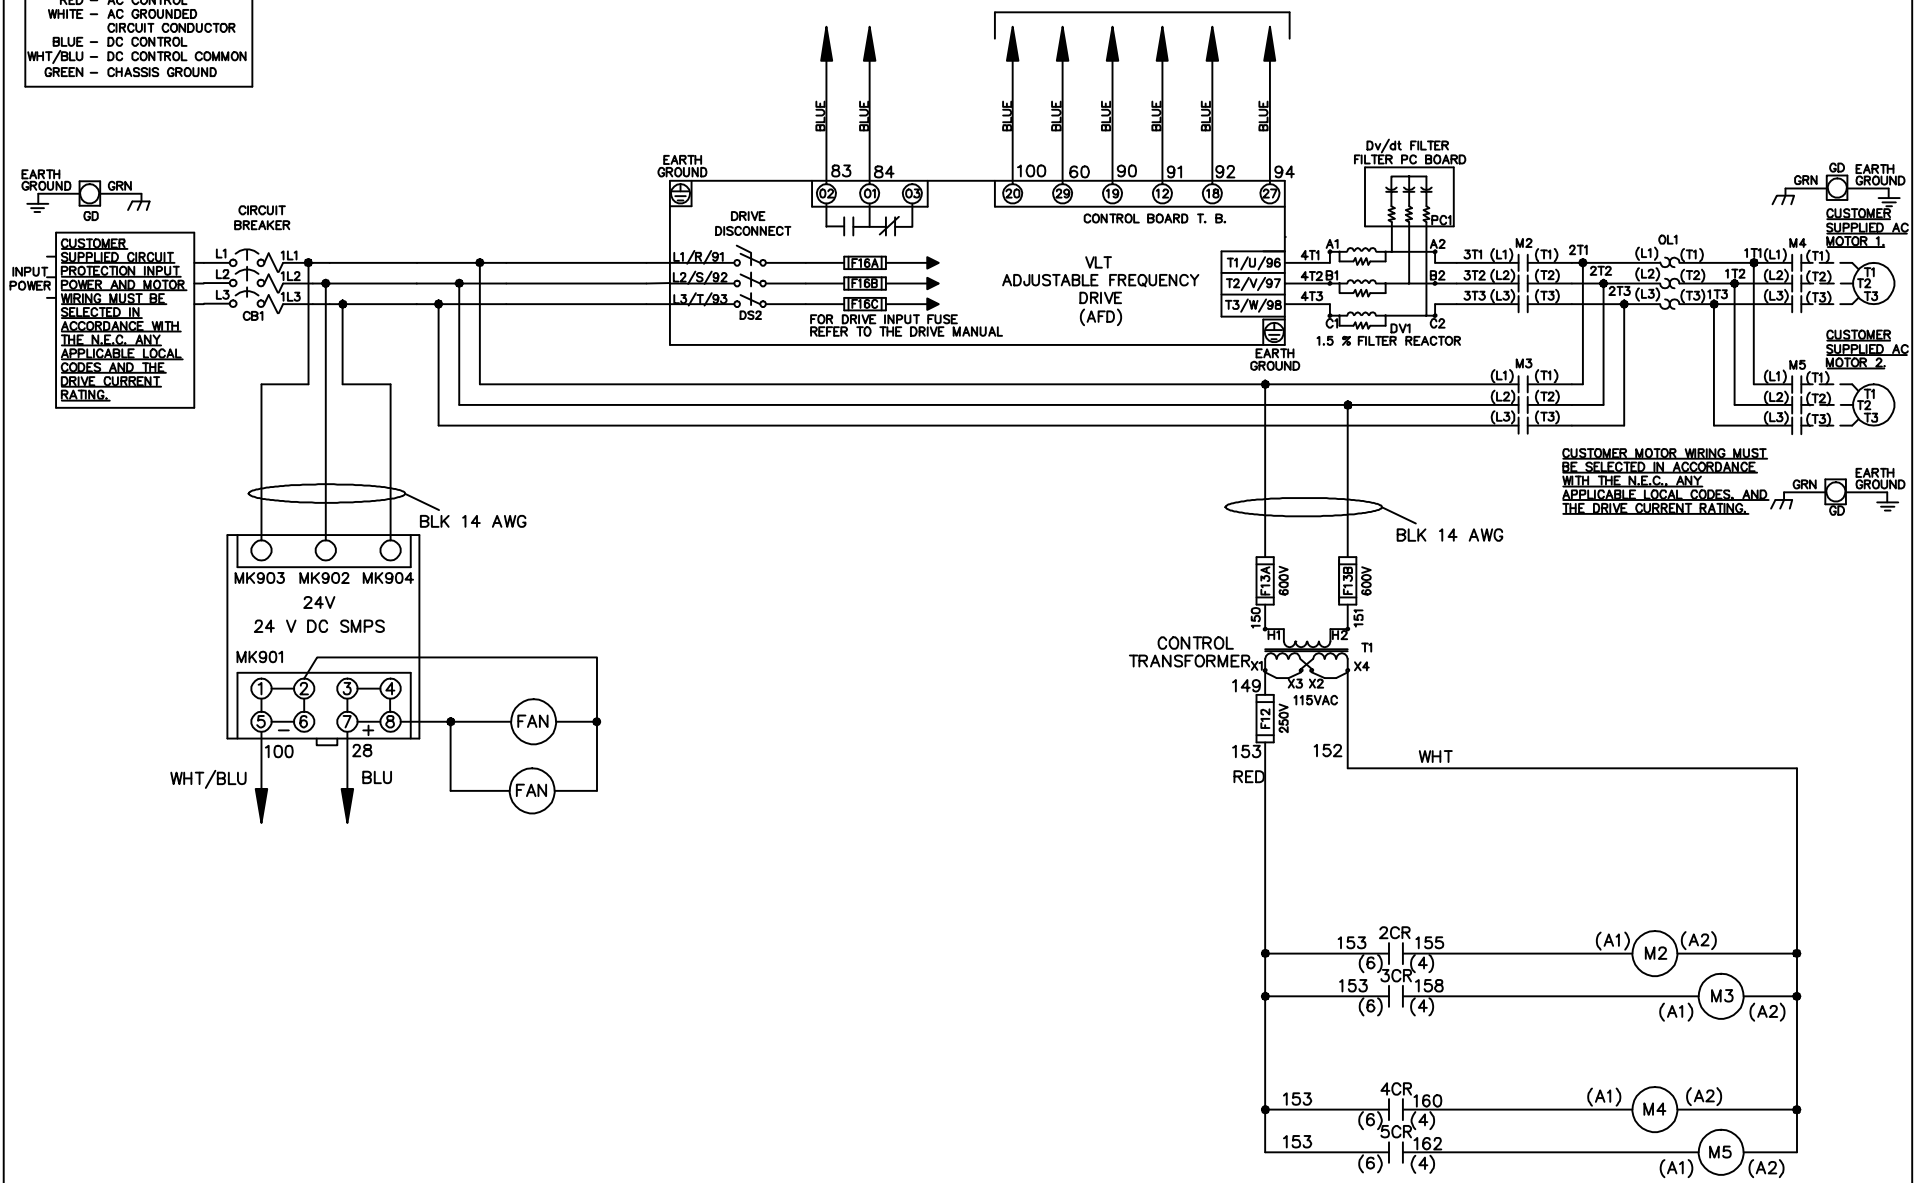 RED – AC CONTROL
WHITE – AC GROUNDED
CIRCUIT CONDUCTOR
BLUE – DC CONTROL
WHT/BLU – DC CONTROL COMMON
GREEN – CHASSIS GROUND
BLUE
BLUE
BLUE
BLUE
BLUE
BLUE
BLUE
BLUE
EARTH
GROUND
GRN
GD
CIRCUIT
BREAKER
INPUT
POWER
CUSTOMER
SUPPLIED CIRCUIT
PROTECTION INPUT
POWER AND MOTOR
WIRING MUST BE
SELECTED IN
ACCORDANCE WITH
THE N.E.C. ANY
APPLICABLE LOCAL
CODES AND THE
DRIVE CURRENT
RATING.
L1 1L1
L2 1L2
L3 1L3
CB1
EARTH
GROUND
83 84
02 01 03
100 60 90 91 92 94
20 29 19 12 18 27
CONTROL BOARD T. B.
DRIVE
DISCONNECT
L1/R/91
L2/S/92
L3/T/93
DS2
F16A
F16B
F16C
FOR DRIVE INPUT FUSE
REFER TO THE DRIVE MANUAL
VLT
ADJUSTABLE FREQUENCY
DRIVE
(AFD)
T1/U/96
T2/V/97
T3/W/98
EARTH
GROUND
4T1 A1 A2
4T2 B1 B2
4T3 C1 C2
DV1
1.5 % FILTER REACTOR
Dv/dt FILTER
FILTER PC BOARD
PC1
M2
3T1 (L1) (T1) 2T1
3T2 (L2) (T2) 2T2
3T3 (L3) (T3) 2T3
OL1
(L1) (T1) 1T1
(L2) (T2) 1T2
(L3) (T3) 1T3
M4
(L1) (T1)
(L2) (T2)
(L3) (T3)
T1
T2
T3
GRN
GD
EARTH
GROUND
CUSTOMER
SUPPLIED AC
MOTOR 1.
CUSTOMER
SUPPLIED AC
MOTOR 2.
M3
(L1) (T1)
(L2) (T2)
(L3) (T3)
M5
(L1) (T1)
(L2) (T2)
(L3) (T3)
T1
T2
T3
CUSTOMER MOTOR WIRING MUST
BE SELECTED IN ACCORDANCE
WITH THE N.E.C., ANY
APPLICABLE LOCAL CODES, AND
THE DRIVE CURRENT RATING.
GRN
GD
EARTH
GROUND
BLK 14 AWG
MK903 MK902 MK904
24V
24 V DC SMPS
MK901
1 2 3 4
5 – 6 7 + 8
100 28
WHT/BLU BLU
FAN
FAN
BLK 14 AWG
F13A 600V
F13B 600V
150 151
H1 H2
CONTROL
TRANSFORMER
T1
X1 X4
X3 X2
115VAC
149
F12 250V
153
RED
152
WHT
153 2CR 155
(6) (4)
(A1) M2 (A2)
153 3CR 158
(6) (4)
(A1) M3 (A2)
153 4CR 160
(6) (4)
(A1) M4 (A2)
153 5CR 162
(6) (4)
(A1) M5 (A2)